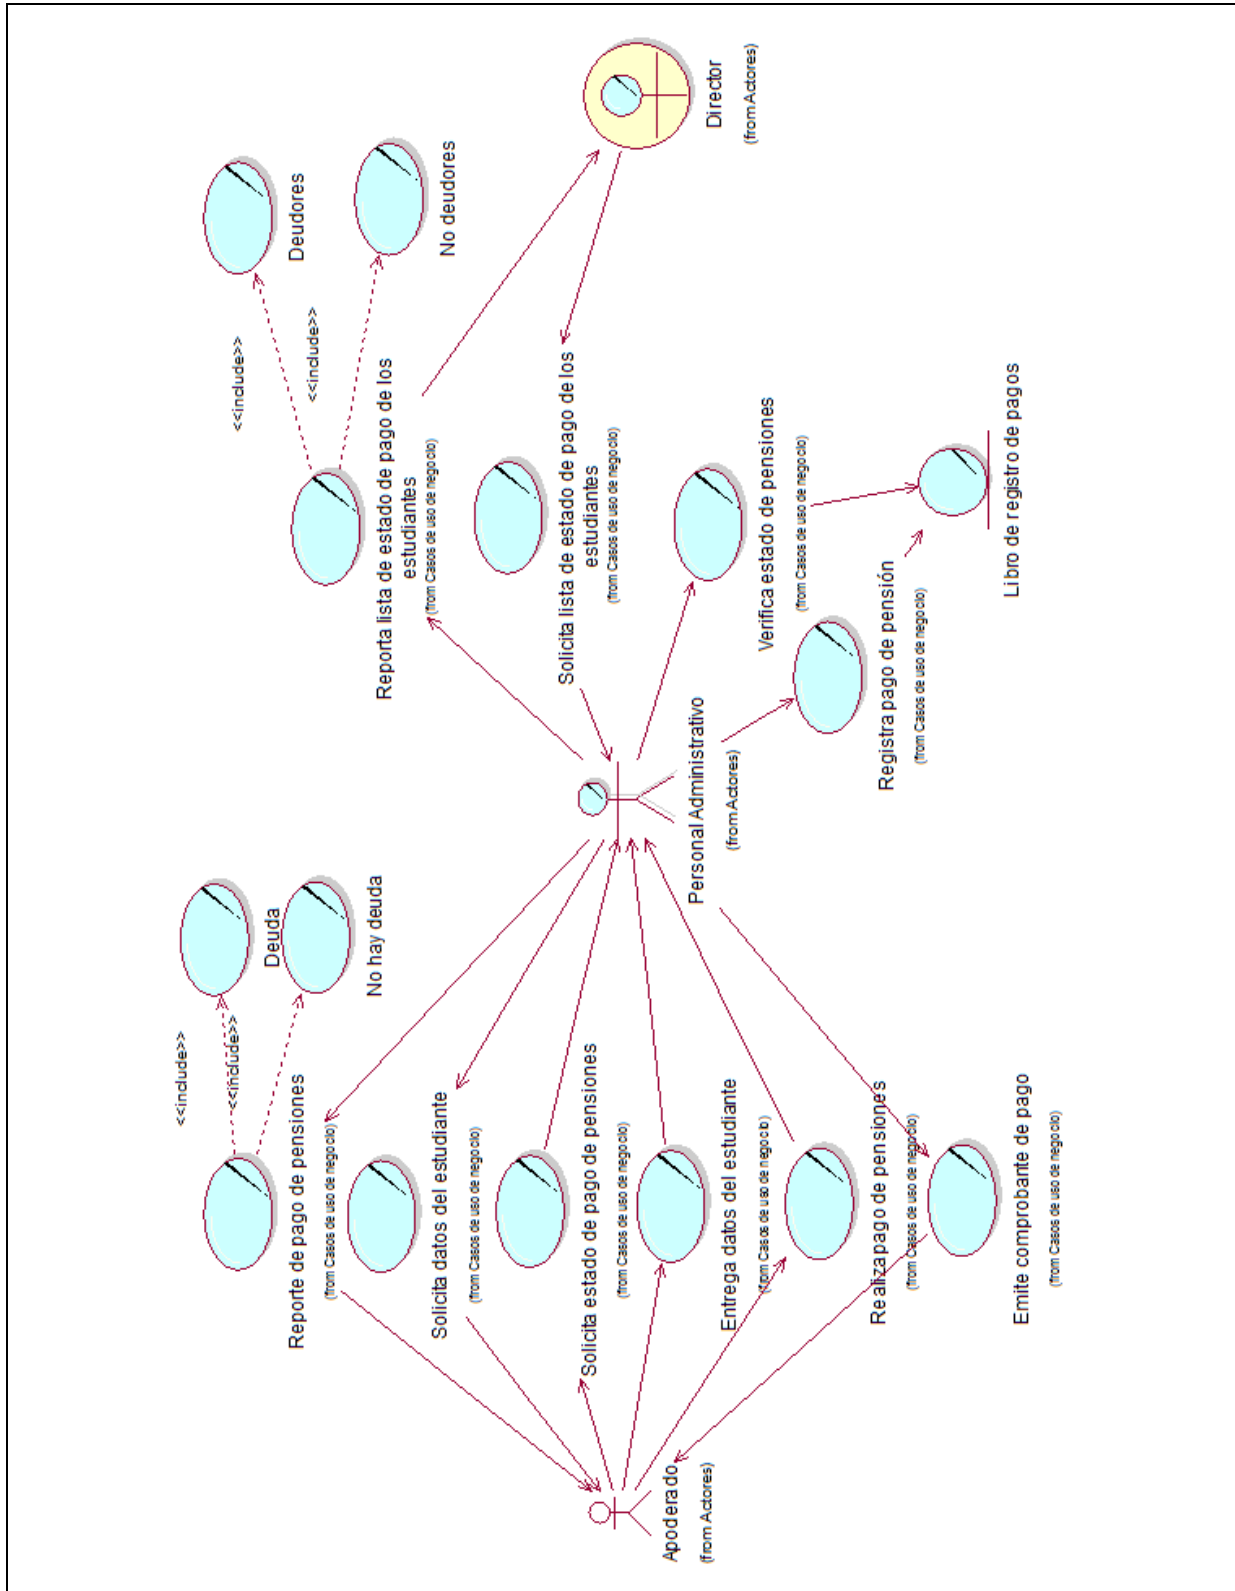 <<include>>
<<include>>
Deuda
No hay deuda
Reporte de pago de pensiones
(from Casos de uso de negocio)
Solicita datos del estudiante
(from Casos de uso de negocio)
Solicita estado de pago de pensiones
(from Casos de uso de negocio)
Entrega datos del estudiante
(from Casos de uso de negocio)
Realiza pago de pensiones
(from Casos de uso de negocio)
Emite comprobante de pago
(from Casos de uso de negocio)
Apoderado
(from Actores)
Personal Administrativo
(from Actores)
<<include>>
<<include>>
Deudores
No deudores
Reporta lista de estado de pago de los
estudiantes
(from Casos de uso de negocio)
Solicita lista de estado de pago de los
estudiantes
(from Casos de uso de negocio)
Verifica estado de pensiones
(from Casos de uso de negocio)
Registra pago de pensión
(from Casos de uso de negocio)
Libro de registro de pagos
Director
(from Actores)